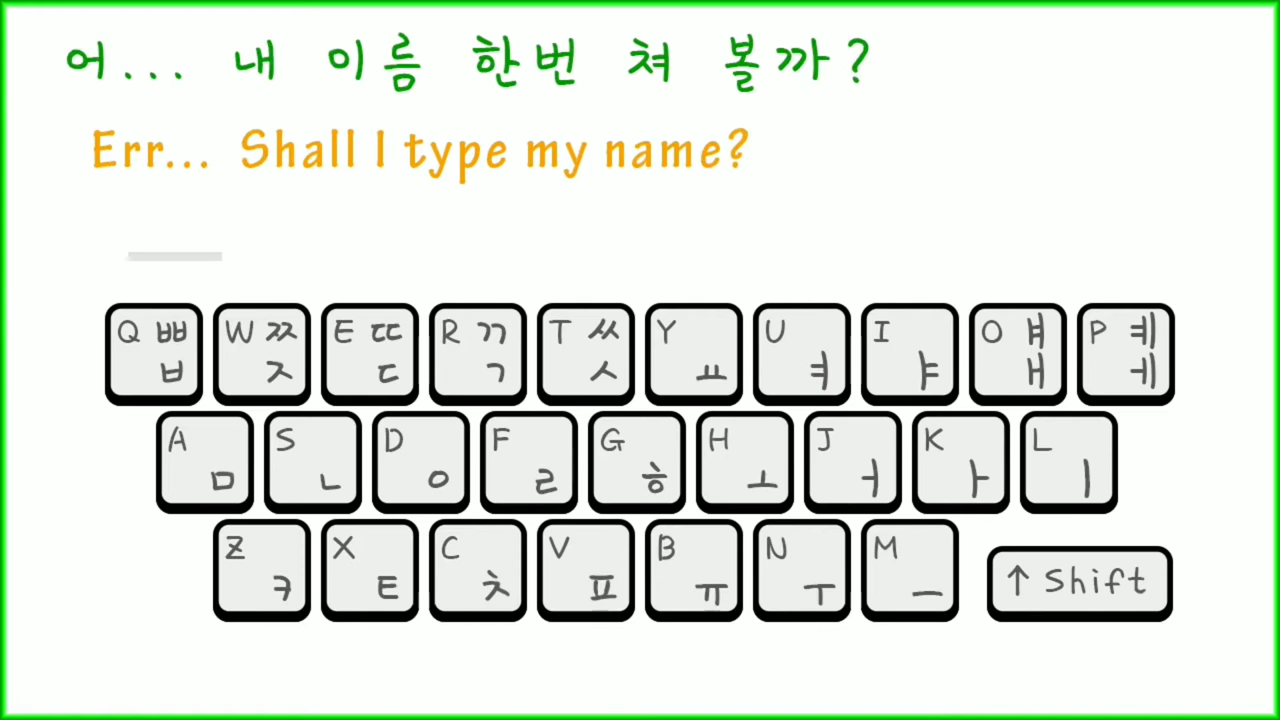 어... 내 이름 한번 쳐 볼까?
Err... Shall I type my name?
Q ㅃ W ㅉ E ㄸ R ㄲ T ㅆ Y U I O ㅒ P ㅖ
ㅂ ㅈ ㄷ ㄱ ㅅ ㅛ ㅕ ㅑ ㅐ ㅔ
A S D F G H J K L
ㅁ ㄴ ㅇ ㄹ ㅎ ㅗ ㅓ ㅏ ㅣ
Z X C V B N M
ㅋ ㅌ ㅊ ㅍ ㅠ ㅜ ㅡ ↑ Shift